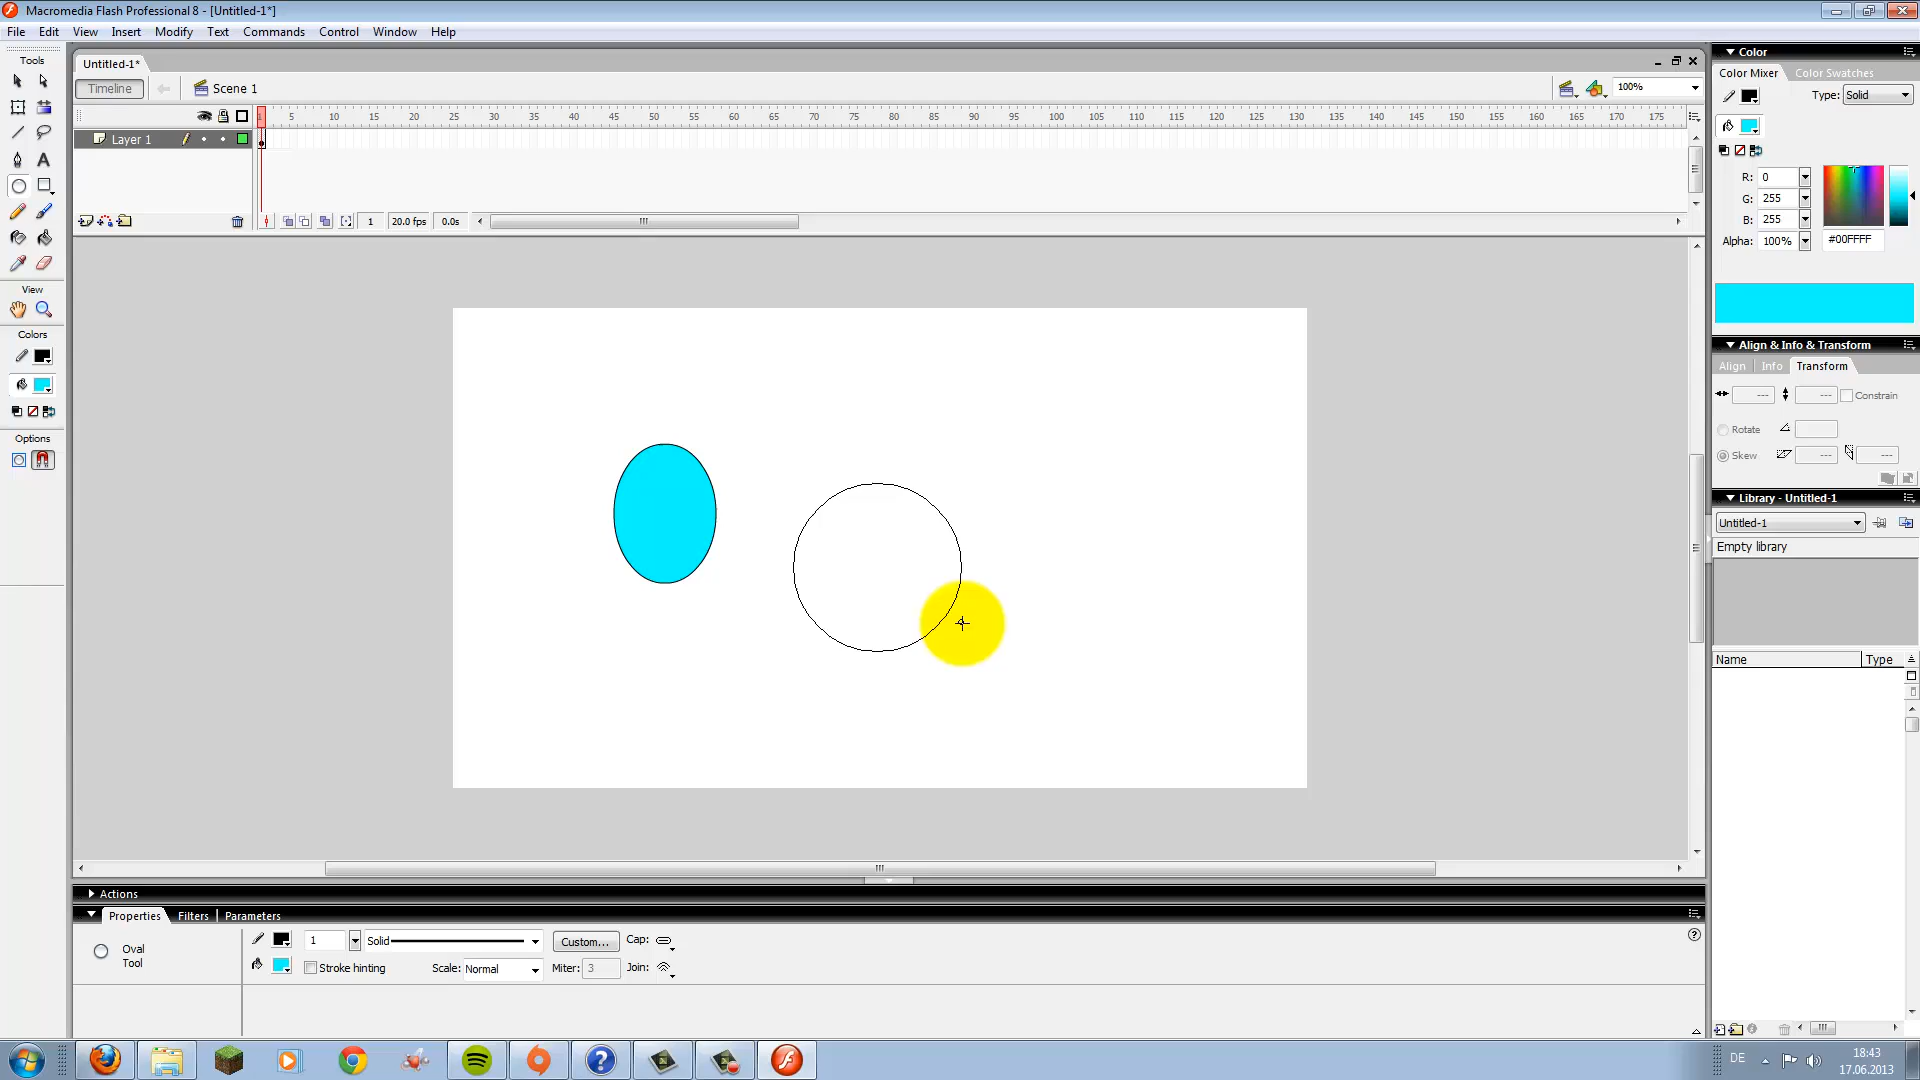 Macromedia Flash Professional 8 - [Untitled-1*]
File Edit View Insert Modify Text Commands Control Window Help
Tools
Untitled-1*
Timeline
Scene 1
100%
1 5 10 15 20 25 30 35 40 45 50 55 60 65 70 75 80 85 90 95 100 105 110 115 120 125 130 135 140 145 150 155 160 165 170 175
Layer 1
A
1 20.0 fps 0.0s
View
Colors
Options
Color
Color Mixer Color Swatches
Type: Solid
R: 0
G: 255
B: 255
Alpha: 100% #00FFFF
Align & Info & Transform
Align Info Transform
--- --- Constrain
Rotate
Skew --- ---
Library - Untitled-1
Untitled-1
Empty library
Name Type
Actions
Properties Filters Parameters
Oval
Tool
1 Solid Custom... Cap:
Stroke hinting Scale: Normal Miter: 3 Join:
DE
18:43
17.06.2013